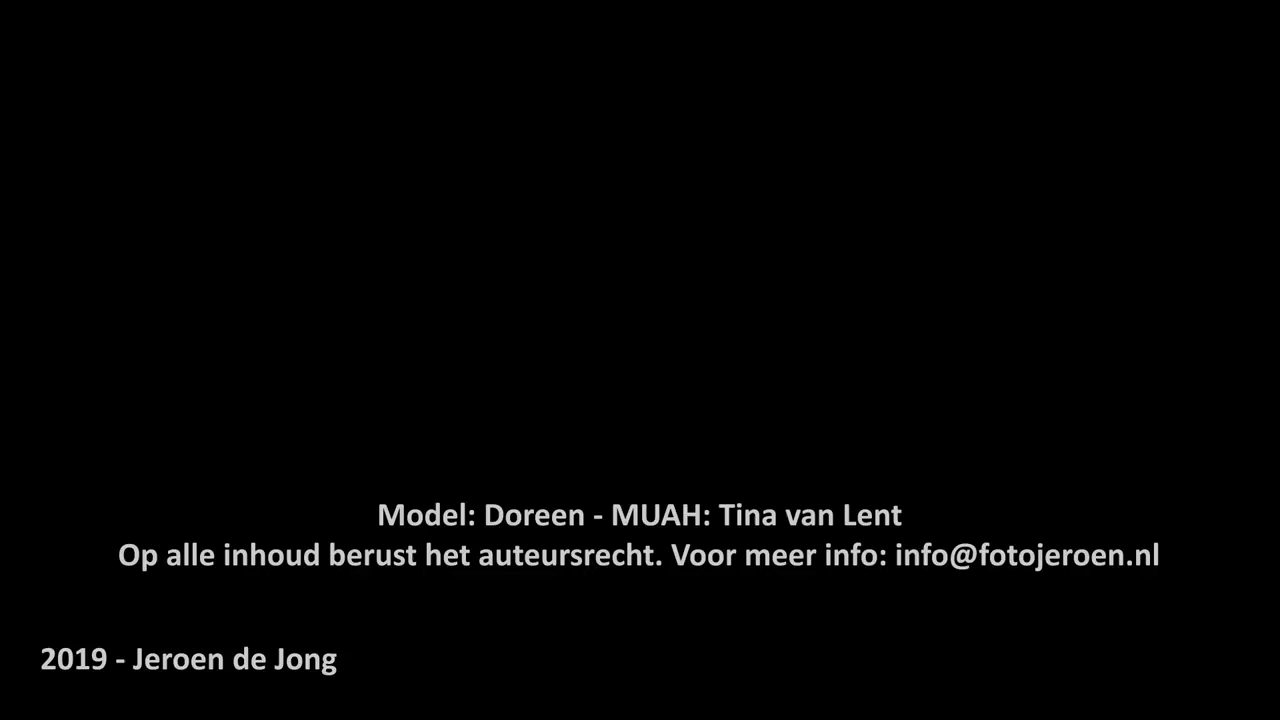 Model: Doreen - MUAH: Tina van Lent
Op alle inhoud berust het auteursrecht. Voor meer info: info@fotojeroen.nl
2019 - Jeroen de Jong